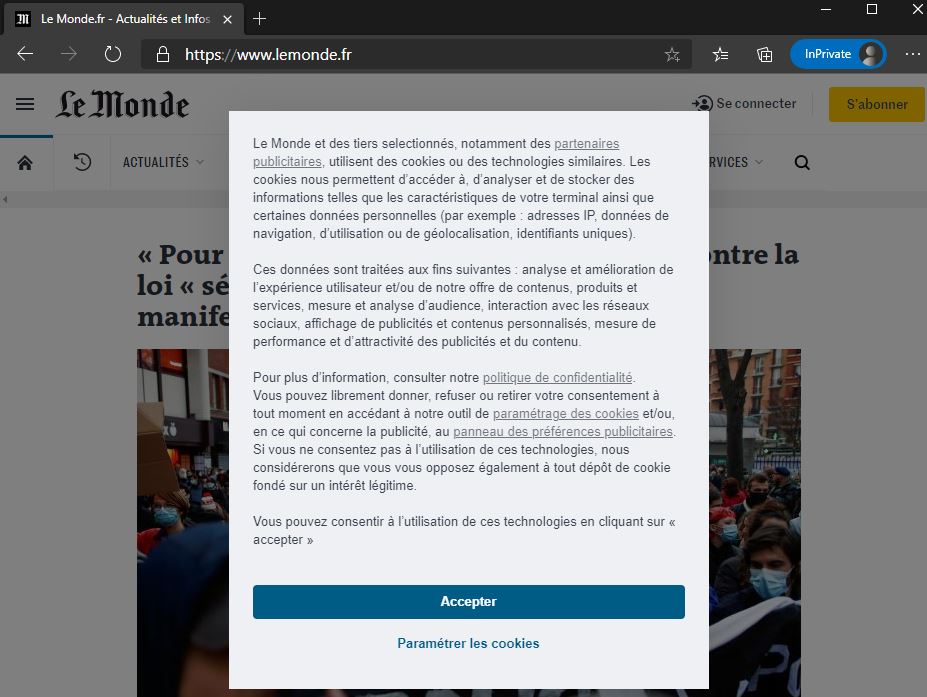 Le Monde.fr - Actualités et Infos
https://www.lemonde.fr
InPrivate
Le Monde
Se connecter
S'abonner
ACTUALITÉS
« Pour
ntre la
loi « sé
manife
Le Monde et des tiers selectionnés, notamment des partenaires
publicitaires, utilisent des cookies ou des technologies similaires. Les
cookies nous permettent d’accéder à, d’analyser et de stocker des
informations telles que les caractéristiques de votre terminal ainsi que
certaines données personnelles (par exemple : adresses IP, données de
navigation, d’utilisation ou de géolocalisation, identifiants uniques).
Ces données sont traitées aux fins suivantes : analyse et amélioration de
l’expérience utilisateur et/ou de notre offre de contenus, produits et
services, mesure et analyse d’audience, interaction avec les réseaux
sociaux, affichage de publicités et contenus personnalisés, mesure de
performance et d’attractivité des publicités et du contenu.
Pour plus d’information, consulter notre politique de confidentialité.
Vous pouvez librement donner, refuser ou retirer votre consentement à
tout moment en accédant à notre outil de paramétrage des cookies et/ou,
en ce qui concerne la publicité, au panneau des préférences publicitaires.
Si vous ne consentez pas à l’utilisation de ces technologies, nous
considérerons que vous vous opposez également à tout dépôt de cookie
fondé sur un intérêt légitime.
Vous pouvez consentir à l’utilisation de ces technologies en cliquant sur «
accepter »
Accepter
Paramétrer les cookies